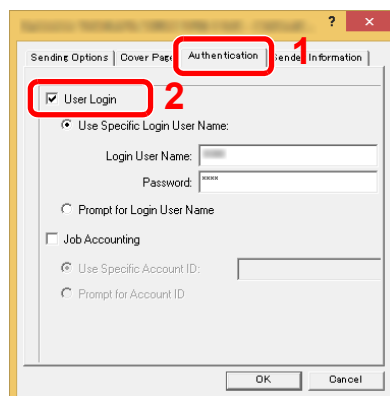 ? ×
Sending Options Cover Page Authentication Sender Information
1
User Login
2
Use Specific Login User Name:
Login User Name:
Password: ****
Prompt for Login User Name
Job Accounting
Use Specific Account ID:
Prompt for Account ID
OK Cancel